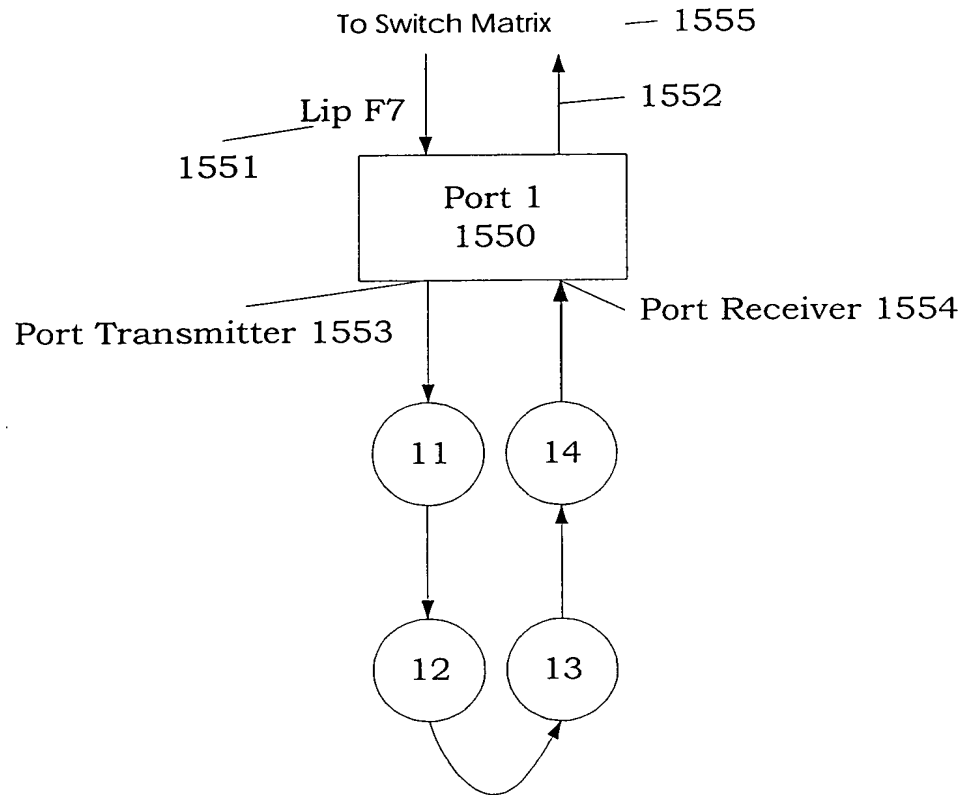 To Switch Matrix 1555
1552
Lip F7
1551
Port 1
1550
Port Receiver 1554
Port Transmitter 1553
11 14
12 13